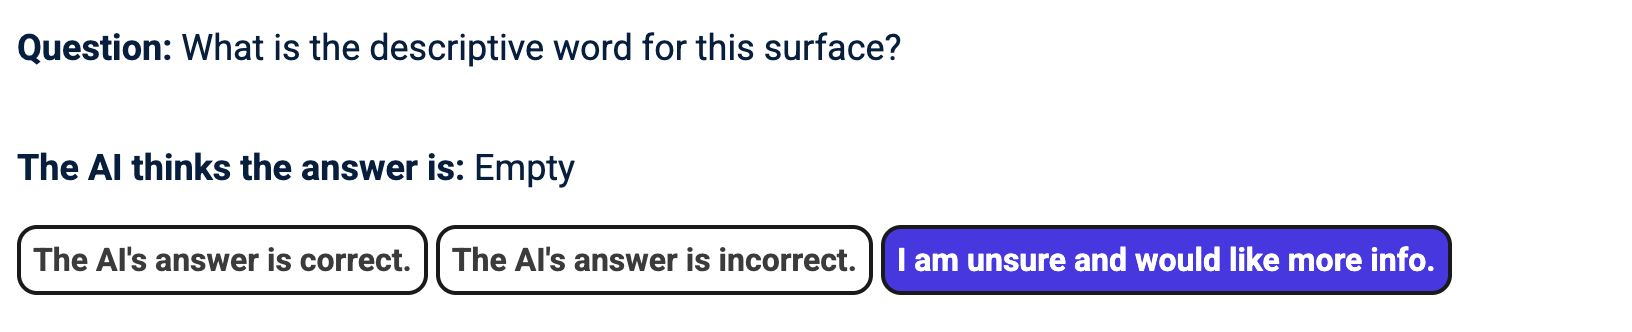 Question: What is the descriptive word for this surface?
The AI thinks the answer is: Empty
The AI's answer is correct. The AI's answer is incorrect. I am unsure and would like more info.